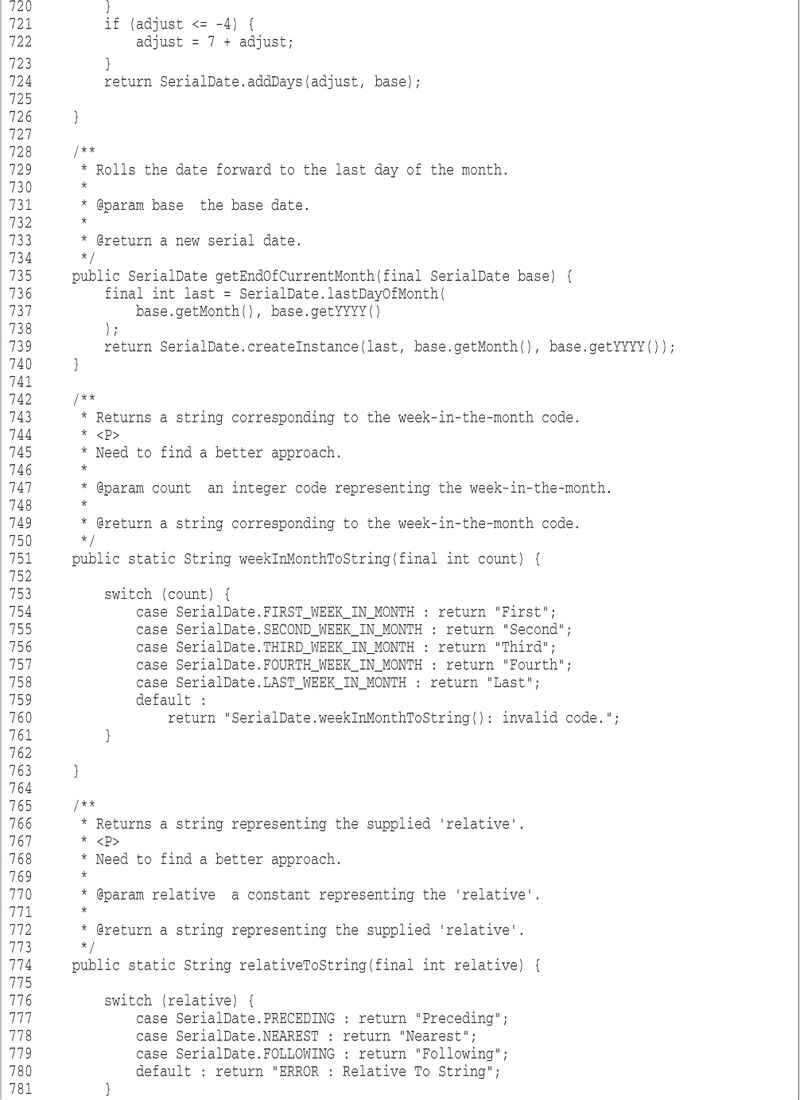 720         }
721         if (adjust <= -4) {
722             adjust = 7 + adjust;
723         }
724         return SerialDate.addDays(adjust, base);
725
726     }
727
728     /**
729      * Rolls the date forward to the last day of the month.
730      *
731      * @param base  the base date.
732      *
733      * @return a new serial date.
734      */
735     public SerialDate getEndOfCurrentMonth(final SerialDate base) {
736         final int last = SerialDate.lastDayOfMonth(
737             base.getMonth(), base.getYYYY()
738         );
739         return SerialDate.createInstance(last, base.getMonth(), base.getYYYY());
740     }
741
742     /**
743      * Returns a string corresponding to the week-in-the-month code.
744      * <P>
745      * Need to find a better approach.
746      *
747      * @param count  an integer code representing the week-in-the-month.
748      *
749      * @return a string corresponding to the week-in-the-month code.
750      */
751     public static String weekInMonthToString(final int count) {
752
753         switch (count) {
754             case SerialDate.FIRST_WEEK_IN_MONTH : return "First";
755             case SerialDate.SECOND_WEEK_IN_MONTH : return "Second";
756             case SerialDate.THIRD_WEEK_IN_MONTH : return "Third";
757             case SerialDate.FOURTH_WEEK_IN_MONTH : return "Fourth";
758             case SerialDate.LAST_WEEK_IN_MONTH : return "Last";
759             default :
760                 return "SerialDate.weekInMonthToString(): invalid code.";
761         }
762
763     }
764
765     /**
766      * Returns a string representing the supplied 'relative'.
767      * <P>
768      * Need to find a better approach.
769      *
770      * @param relative  a constant representing the 'relative'.
771      *
772      * @return a string representing the supplied 'relative'.
773      */
774     public static String relativeToString(final int relative) {
775
776         switch (relative) {
777             case SerialDate.PRECEDING : return "Preceding";
778             case SerialDate.NEAREST : return "Nearest";
779             case SerialDate.FOLLOWING : return "Following";
780             default : return "ERROR : Relative To String";
781         }